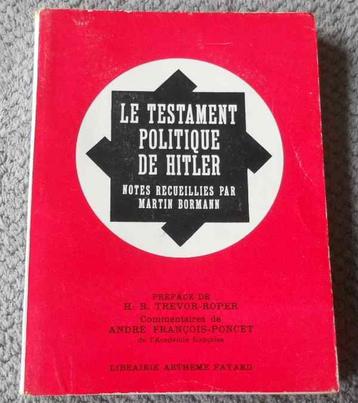 LE TESTAMENT
POLITIQUE
DE HITLER
NOTES RECUEILLIES PAR
MARTIN BORMANN
PRÉFACE DE
H. R. TREVOR-ROPER
Commentaires de
ANDRÉ FRANÇOIS-PONCET
de l'Académie française
LIBRAIRIE ARTHÈME FAYARD